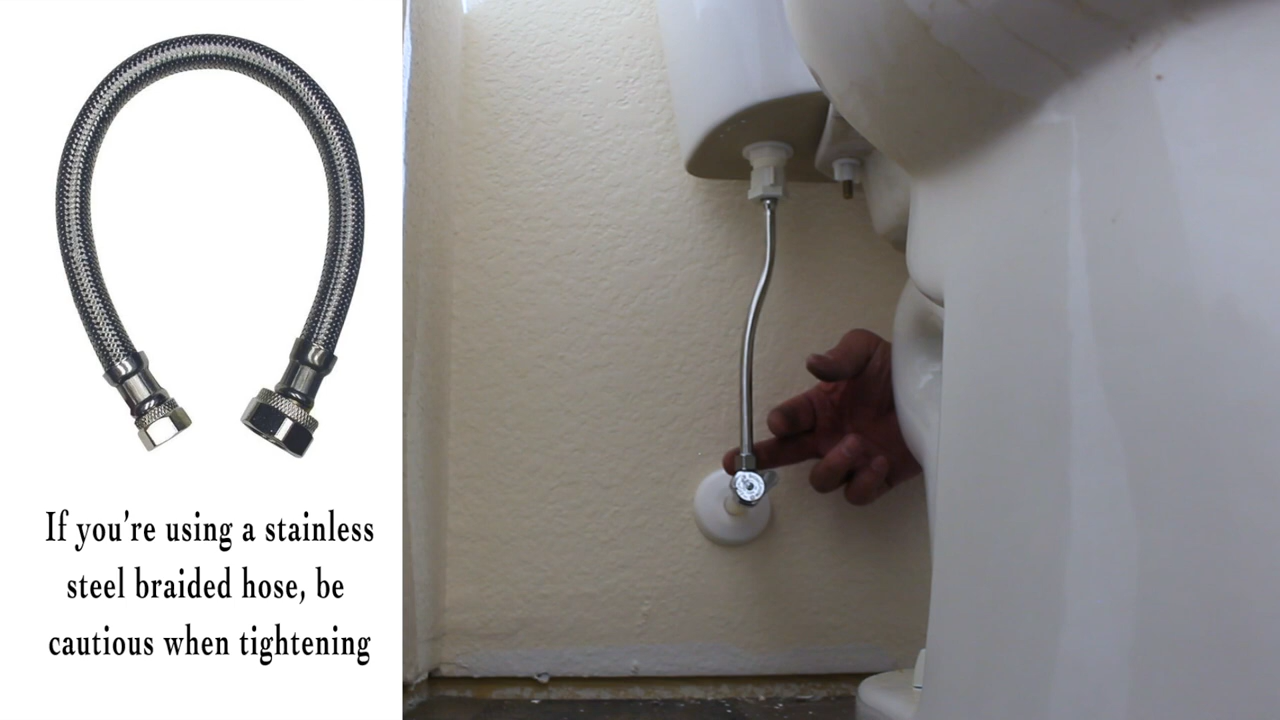 If you’re using a stainless
steel braided hose, be
cautious when tightening